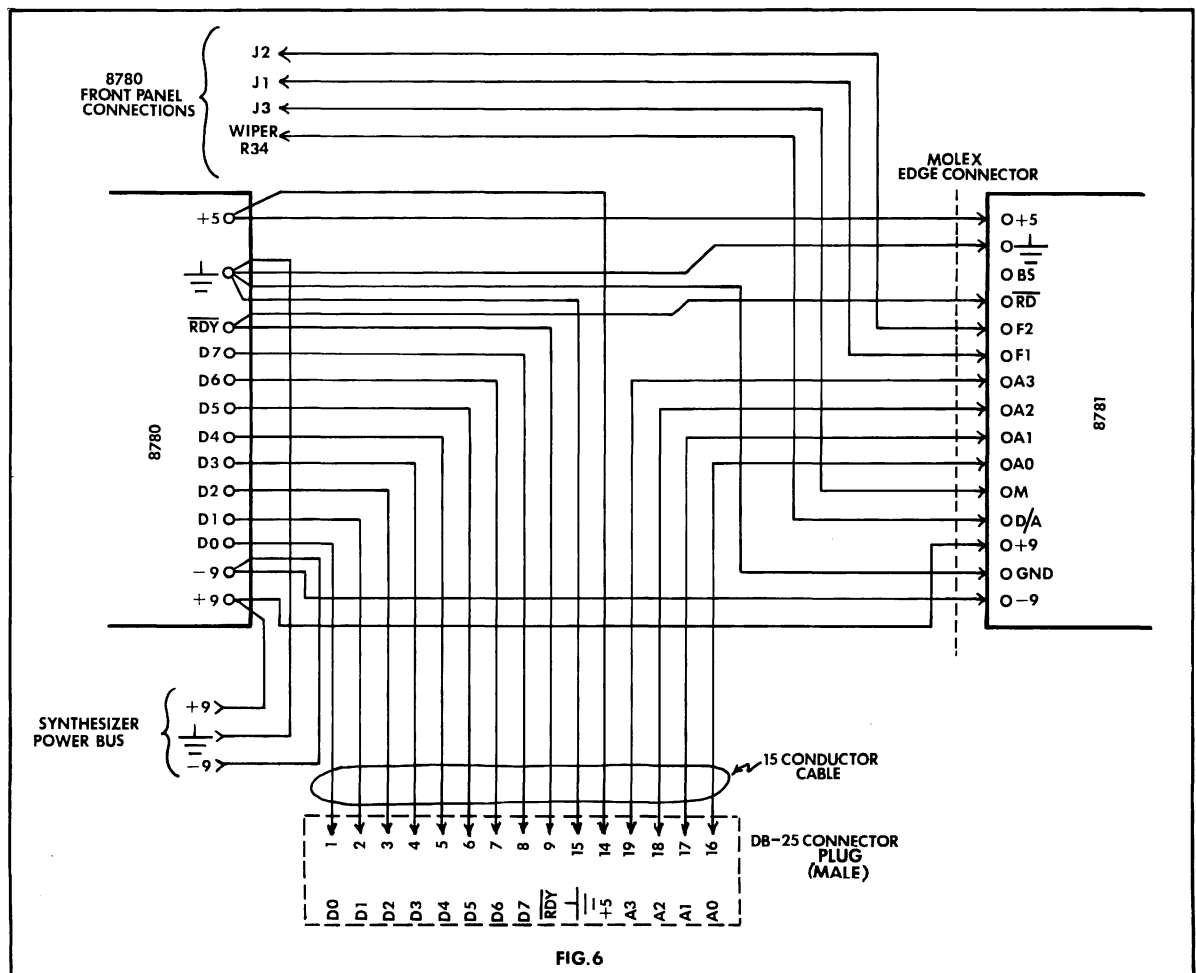 J2
J1
J3
WIPER
R34
8780
FRONT PANEL
CONNECTIONS
MOLEX
EDGE CONNECTOR
+5
R̅D̅Y̅
D7
D6
D5
D4
D3
D2
D1
D0
-9
+9
8780
+5
BS
R̅D̅
F2
F1
A3
A2
A1
A0
M
D/A
+9
GND
-9
8781
SYNTHESIZER
POWER BUS
+9
-9
15 CONDUCTOR
CABLE
1 2 3 4 5 6 7 8 9 15 14 19 18 17 16
D0 D1 D2 D3 D4 D5 D6 D7 R̅D̅Y̅ +5 A3 A2 A1 A0
DB-25 CONNECTOR
PLUG
(MALE)
FIG.6